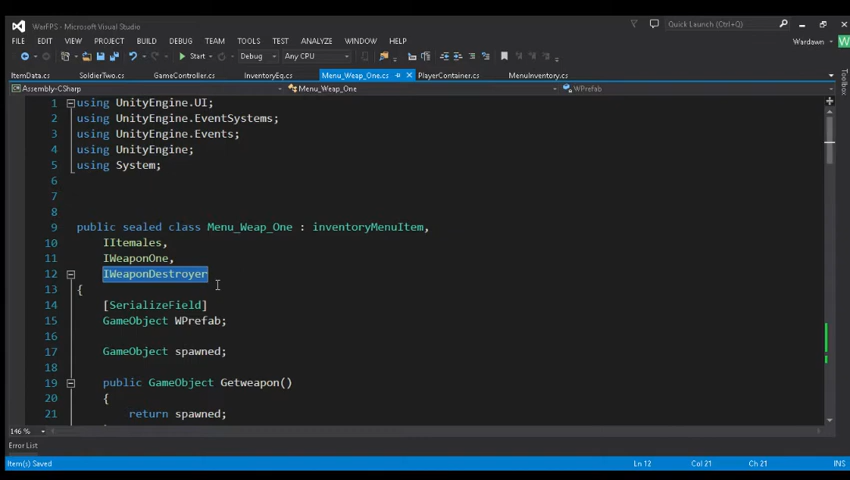 WerFPS - Microsoft Visual Studio
Quick Launch (Ctrl+Q)
FILE EDIT VIEW PROJECT BUILD DEBUG TEAM TOOLS TEST ANALYZE WINDOW HELP
Wardawn W
Start Debug Any CPU
ItemData.cs SoldierTwo.cs GameController.cs InventoryEq.cs Menu_Weap_One.cs PlayerContainer.cs MenuInventory.cs
Toolbox
Assembly-CSharp Menu_Weap_One WPrefab
1 using UnityEngine.UI;
2 using UnityEngine.EventSystems;
3 using UnityEngine.Events;
4 using UnityEngine;
5 using System;
6
7
8
9 public sealed class Menu_Weap_One : inventoryMenuItem,
10 IItemales,
11 IWeaponOne,
12 IWeaponDestroyer
13 {
14 [SerializeField]
15 GameObject WPrefab;
16
17 GameObject spawned;
18
19 public GameObject Getweapon()
20 {
21 return spawned;
146 %
Error List
Item(s) Saved Ln 12 Col 21 Ch 21 INS